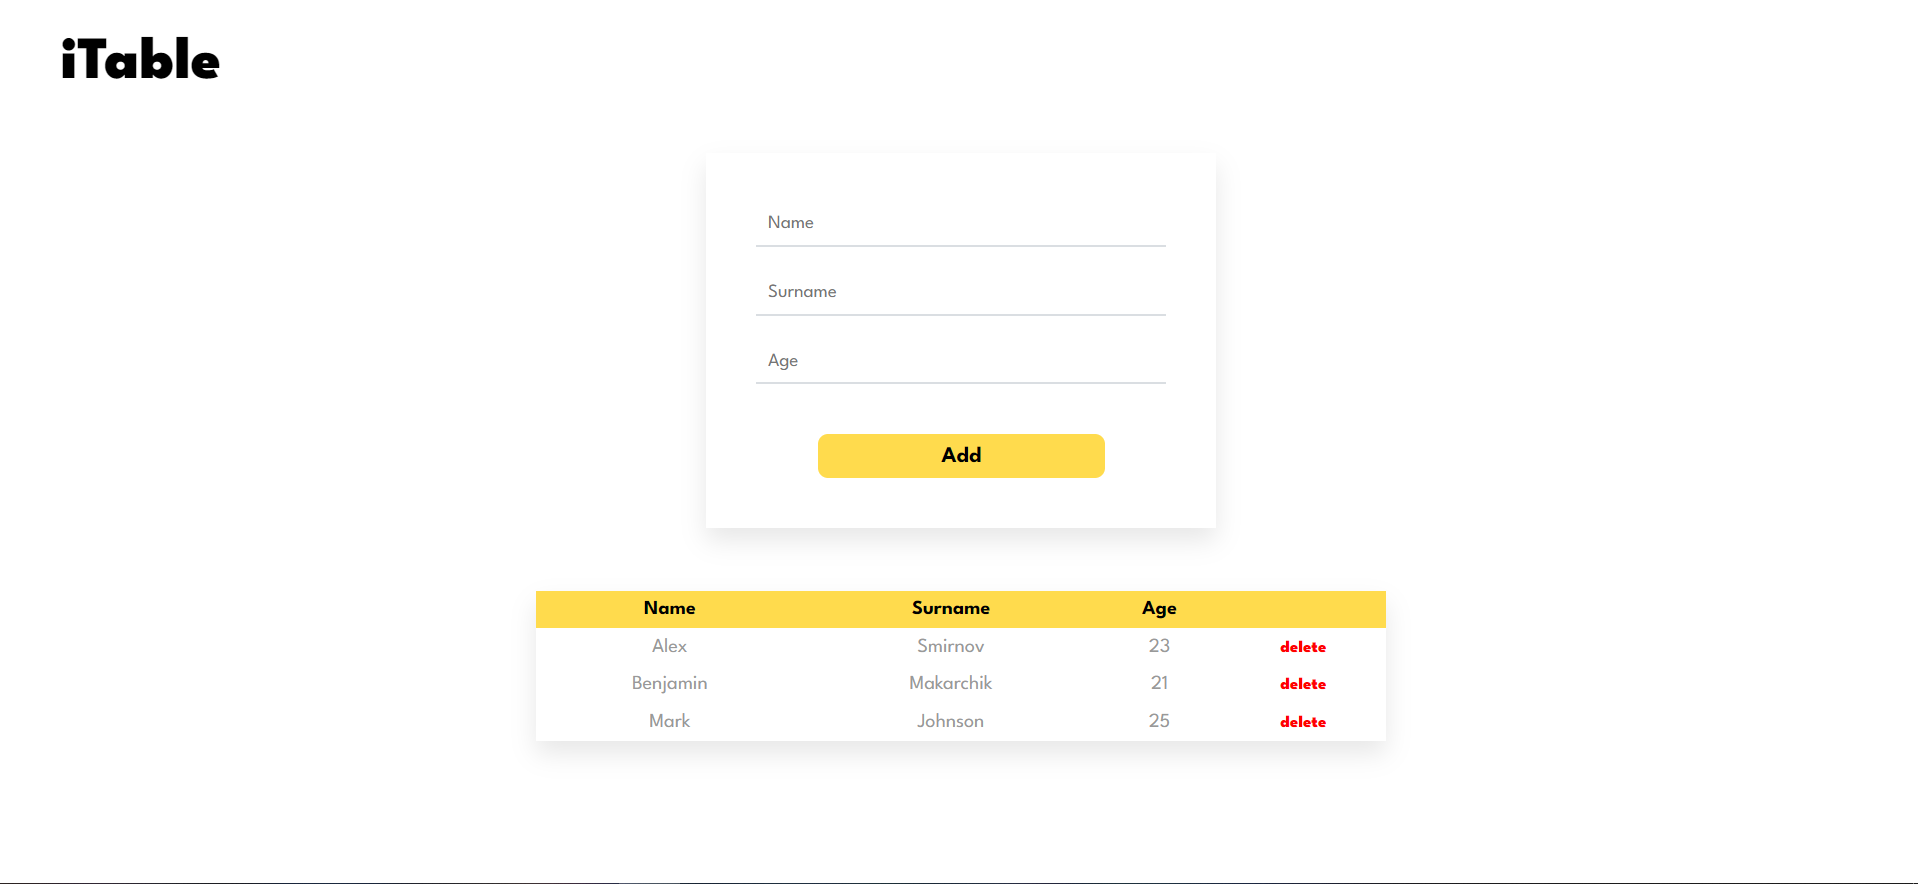 iTable
Name
Surname
Age
Add
Name Surname Age
Alex Smirnov 23 delete
Benjamin Makarchik 21 delete
Mark Johnson 25 delete